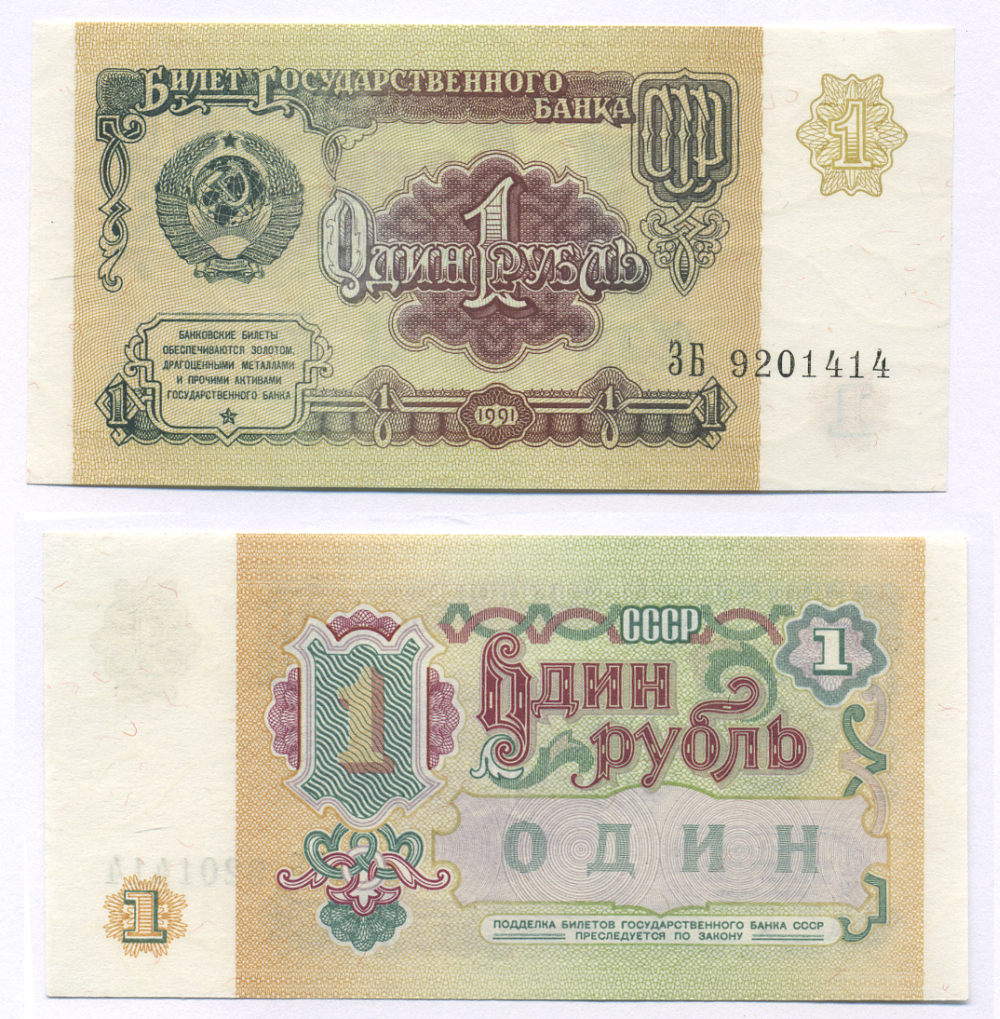 Билет Государственного
Банка
СССР
1
1
Один рубль
Банковские билеты
обеспечиваются золотом,
драгоценными металлами
и прочими активами
Государственного банка
ЗБ 9201414
1
1
1991
1
1
СССР
1
1
Один
рубль
ОДИН
1
ПОДДЕЛКА БИЛЕТОВ ГОСУДАРСТВЕННОГО БАНКА СССР
ПРЕСЛЕДУЕТСЯ ПО ЗАКОНУ